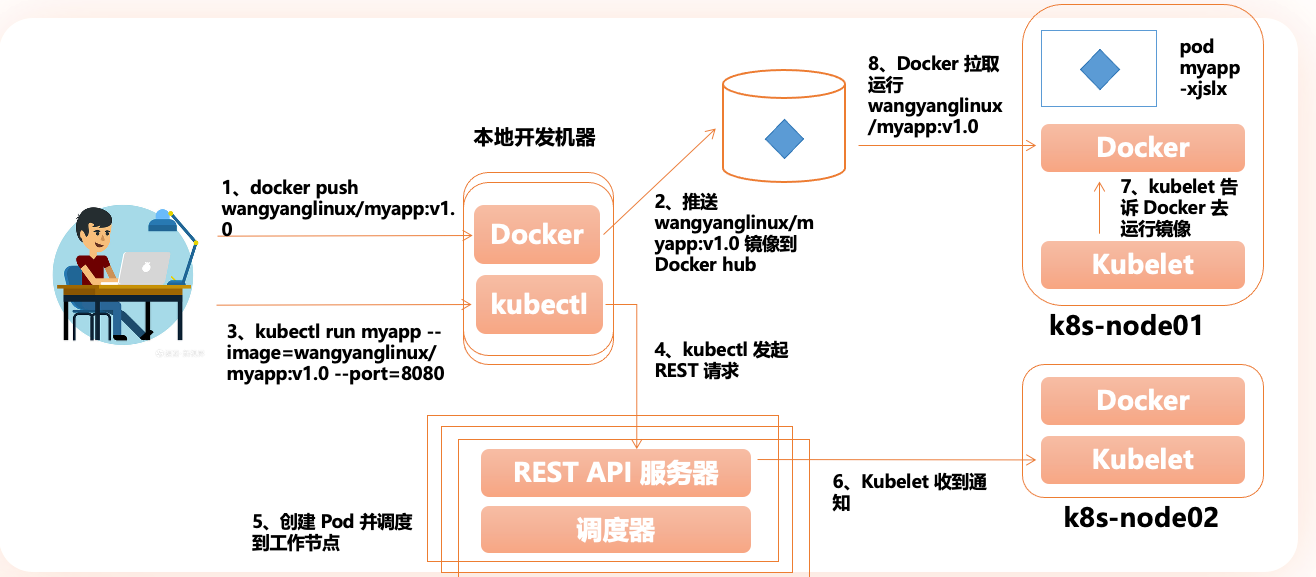 本地开发机器
1、docker push
wangyanglinux/myapp:v1.
0
Docker
kubectl
2、推送
wangyanglinux/m
yapp:v1.0 镜像到
Docker hub
3、kubectl run myapp --
image=wangyanglinux/
myapp:v1.0 --port=8080
4、kubectl 发起
REST 请求
REST API 服务器
调度器
5、创建 Pod 并调度
到工作节点
6、Kubelet 收到通
知
8、Docker 拉取
运行
wangyanglinux
/myapp:v1.0
pod
myapp
-xjslx
Docker
7、kubelet 告
诉 Docker 去
运行镜像
Kubelet
k8s-node01
Docker
Kubelet
k8s-node02